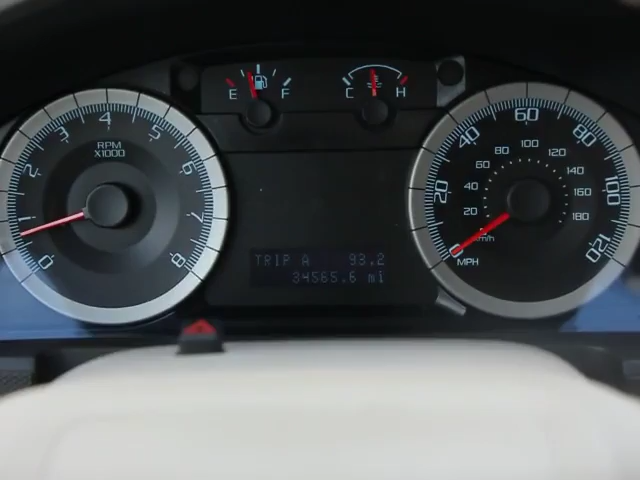 E F
C H
RPM
X1000
0 1 2 3 4 5 6 7 8
0 20 40 60 80 100 120
20 40 60 80 100 120 140 160 180
km/h
MPH
TRIP A 93.2
34565.6 mi